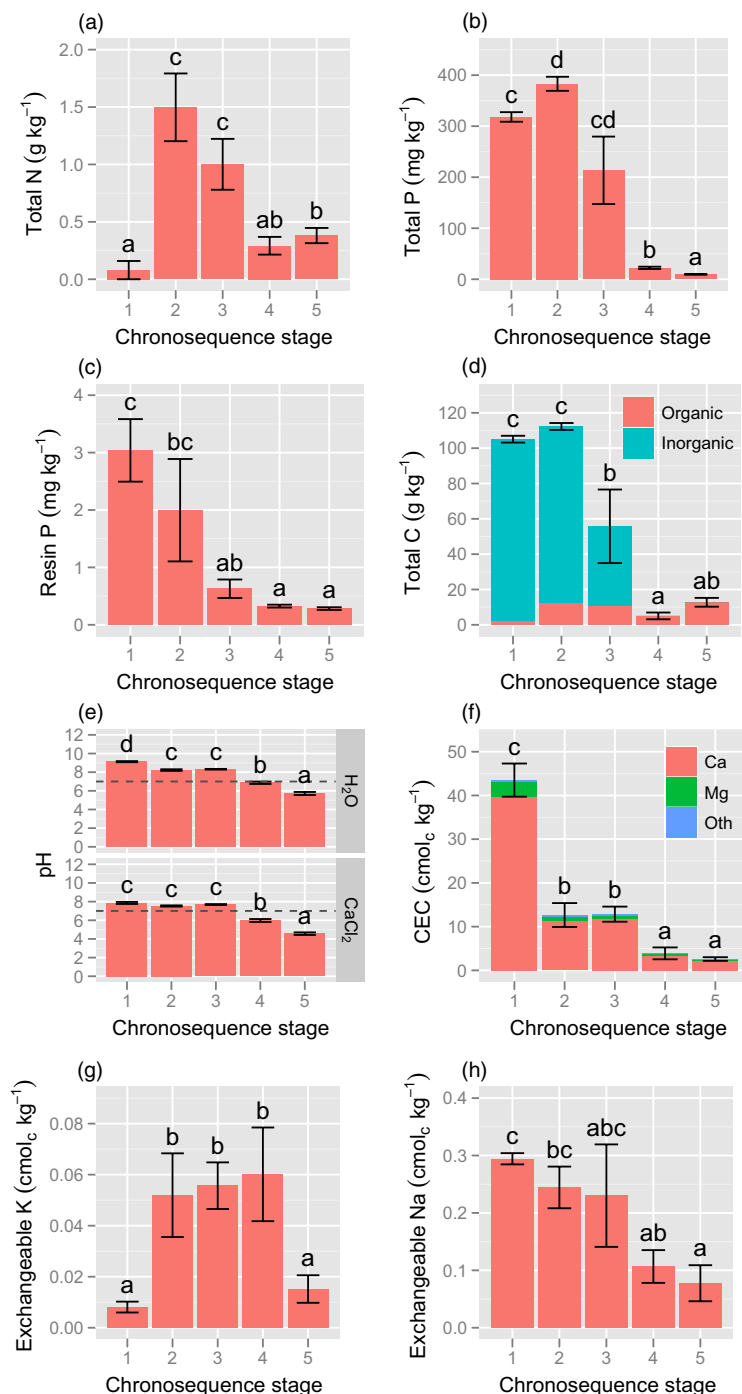 (a)
Total N (g kg⁻¹)
2.0
1.5
1.0
0.5
0.0
a
c
c
ab
b
1 2 3 4 5
Chronosequence stage
(b)
Total P (mg kg⁻¹)
400
300
200
100
0
c
d
cd
b
a
1 2 3 4 5
Chronosequence stage
(c)
Resin P (mg kg⁻¹)
4
3
2
1
0
c
bc
ab
a
a
1 2 3 4 5
Chronosequence stage
(d)
Total C (g kg⁻¹)
120
100
80
60
40
20
0
c
c
b
a
ab
Organic
Inorganic
1 2 3 4 5
Chronosequence stage
(e)
pH
12
10
8
6
4
2
0
d
c
c
b
a
H₂O
12
10
8
6
4
2
0
c
c
c
b
a
CaCl₂
1 2 3 4 5
Chronosequence stage
(f)
CEC (cmol_c kg⁻¹)
50
40
30
20
10
0
c
b
b
a
a
Ca
Mg
Oth
1 2 3 4 5
Chronosequence stage
(g)
Exchangeable K (cmol_c kg⁻¹)
0.08
0.06
0.04
0.02
0.00
a
b
b
b
a
1 2 3 4 5
Chronosequence stage
(h)
Exchangeable Na (cmol_c kg⁻¹)
0.4
0.3
0.2
0.1
0.0
c
bc
abc
ab
a
1 2 3 4 5
Chronosequence stage